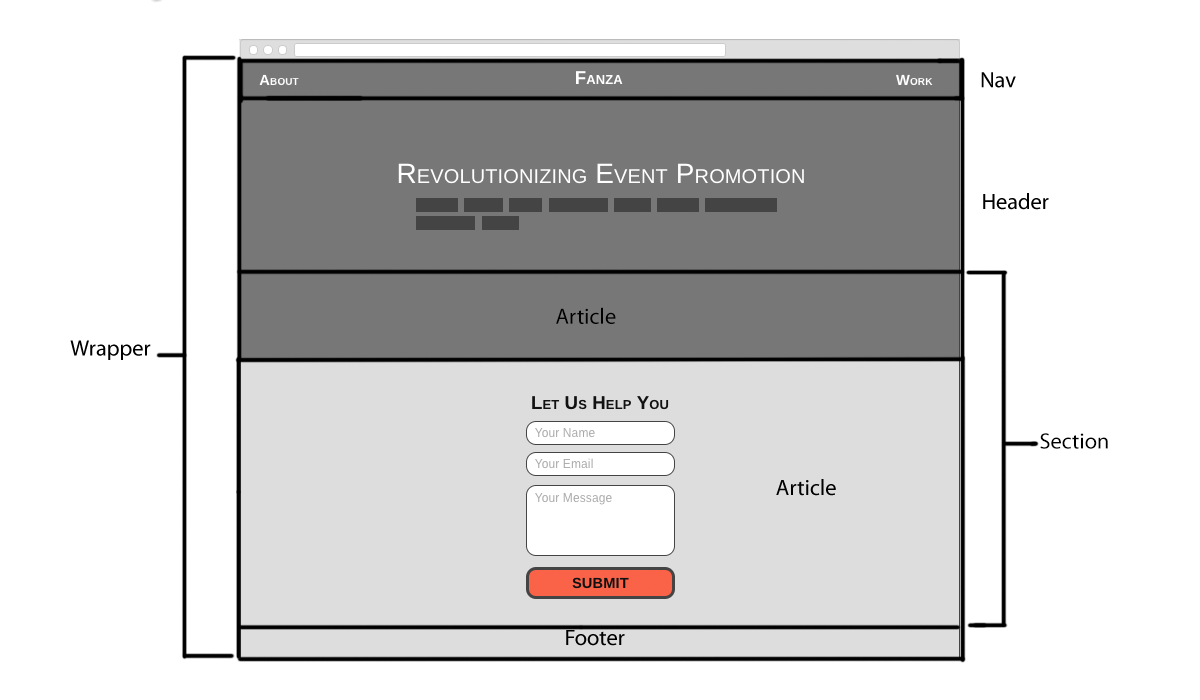 About Fanza Work
Nav
Revolutionizing Event Promotion
Header
Article
Wrapper
Let Us Help You
Your Name
Your Email
Section
Your Message
Article
SUBMIT
Footer